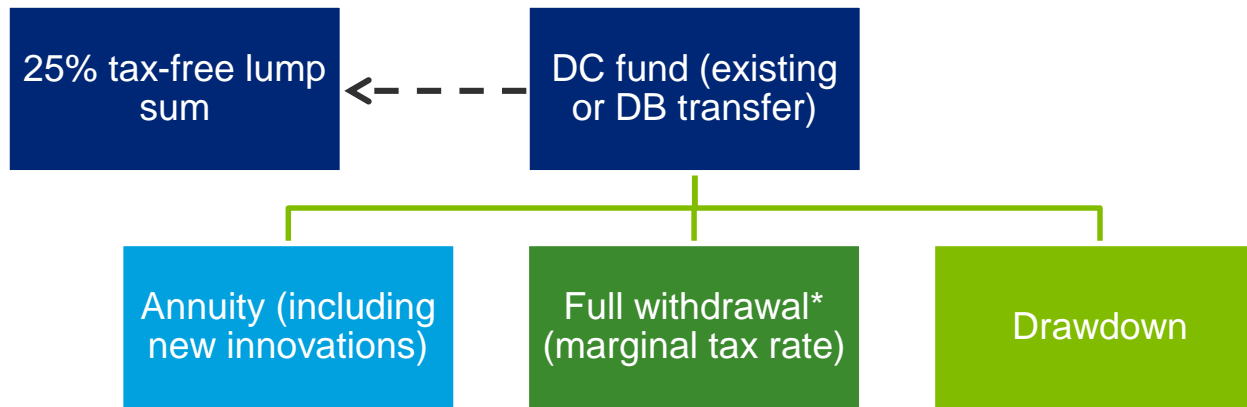 25% tax-free lump
sum
DC fund (existing
or DB transfer)
Annuity (including
new innovations)
Full withdrawal*
(marginal tax rate)
Drawdown